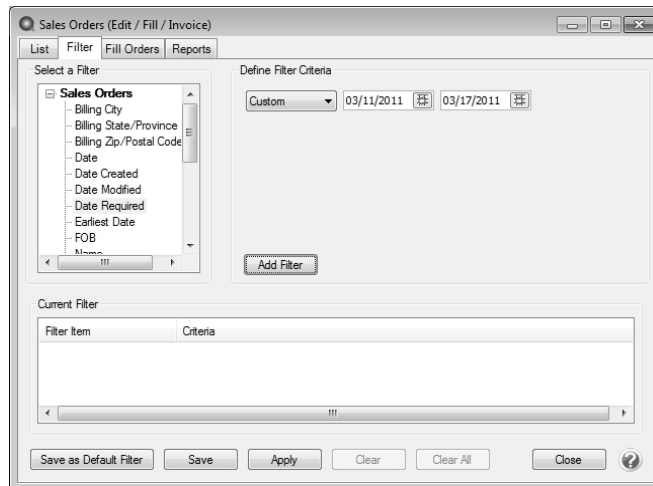 Sales Orders (Edit / Fill / Invoice)
List Filter Fill Orders Reports
Select a Filter
Sales Orders
Billing City
Billing State/Province
Billing Zip/Postal Code
Date
Date Created
Date Modified
Date Required
Earliest Date
FOB
Name
Define Filter Criteria
Custom 03/11/2011 03/17/2011
Add Filter
Current Filter
Filter Item Criteria
Save as Default Filter Save Apply Clear Clear All Close ?